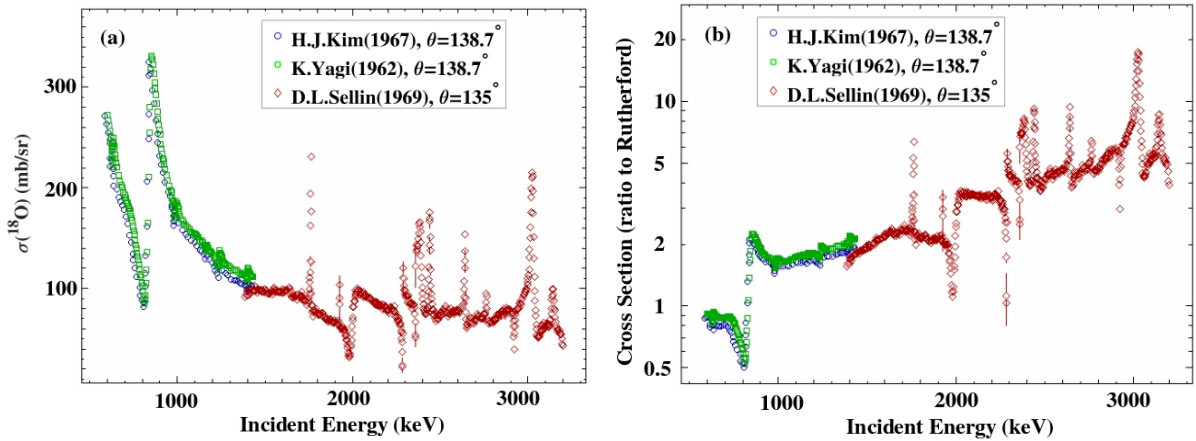 (a)
H.J.Kim(1967), θ=138.7°
K.Yagi(1962), θ=138.7°
D.L.Sellin(1969), θ=135°
300
200
100
σ(¹⁸O) (mb/sr)
1000 2000 3000
Incident Energy (keV)
(b)
H.J.Kim(1967), θ=138.7°
K.Yagi(1962), θ=138.7°
D.L.Sellin(1969), θ=135°
20
10
5
2
1
0.5
Cross Section (ratio to Rutherford)
1000 2000 3000
Incident Energy (keV)